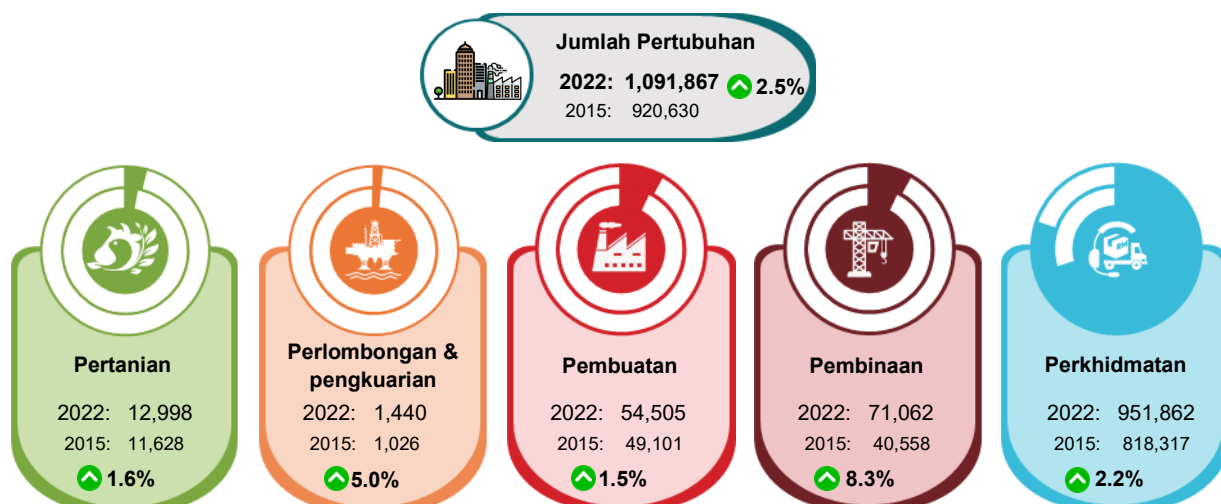 Jumlah Pertubuhan
2022: 1,091,867 2.5%
2015: 920,630
Pertanian
2022: 12,998
2015: 11,628
1.6%
Perlombongan &
pengkuarian
2022: 1,440
2015: 1,026
5.0%
Pembuatan
2022: 54,505
2015: 49,101
1.5%
Pembinaan
2022: 71,062
2015: 40,558
8.3%
Perkhidmatan
2022: 951,862
2015: 818,317
2.2%